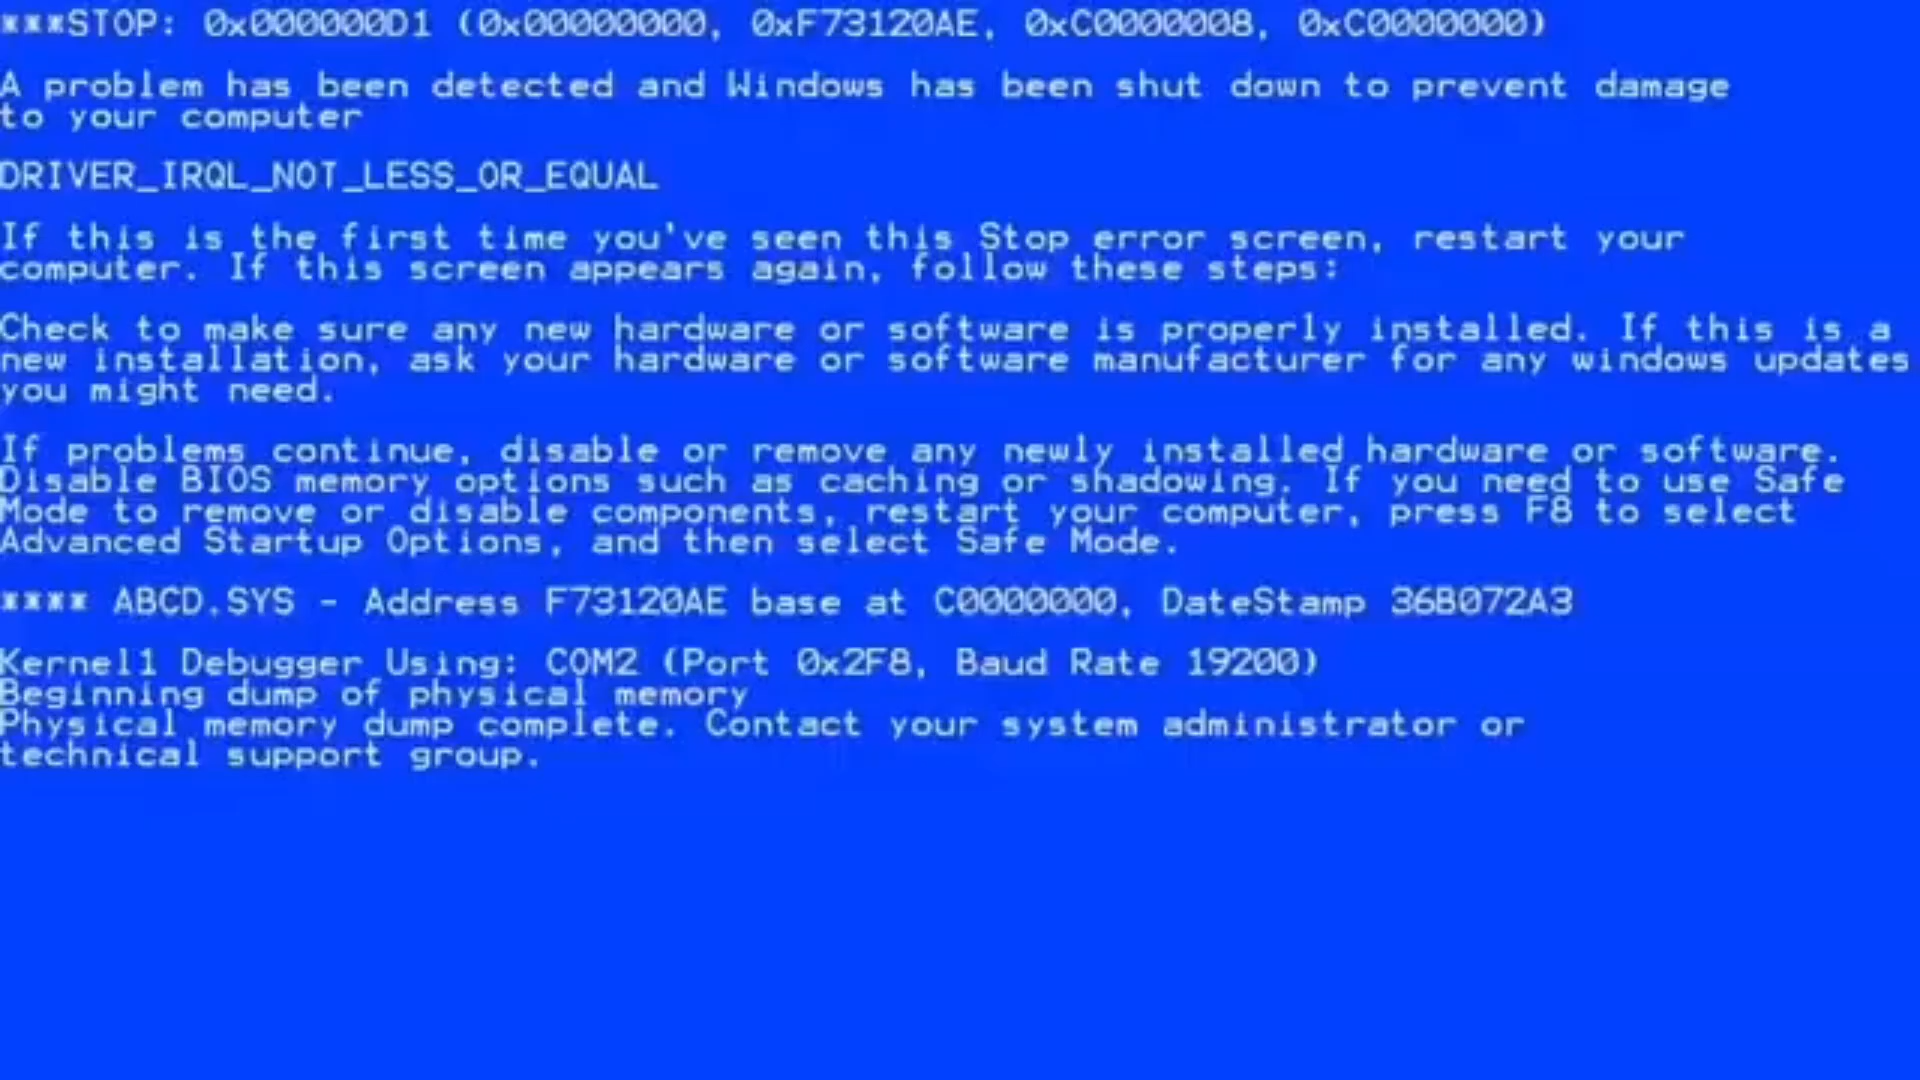 ***STOP: 0x000000D1 (0x00000000, 0xF73120AE, 0xC0000008, 0xC0000000)
A problem has been detected and Windows has been shut down to prevent damage
to your computer
DRIVER_IRQL_NOT_LESS_OR_EQUAL
If this is the first time you've seen this Stop error screen, restart your
computer. If this screen appears again, follow these steps:
Check to make sure any new hardware or software is properly installed. If this is a
new installation, ask your hardware or software manufacturer for any windows updates
you might need.
If problems continue, disable or remove any newly installed hardware or software.
Disable BIOS memory options such as caching or shadowing. If you need to use Safe
Mode to remove or disable components, restart your computer, press F8 to select
Advanced Startup Options, and then select Safe Mode.
**** ABCD.SYS - Address F73120AE base at C0000000, DateStamp 36B072A3
Kernel1 Debugger Using: COM2 (Port 0x2F8, Baud Rate 19200)
Beginning dump of physical memory
Physical memory dump complete. Contact your system administrator or
technical support group.